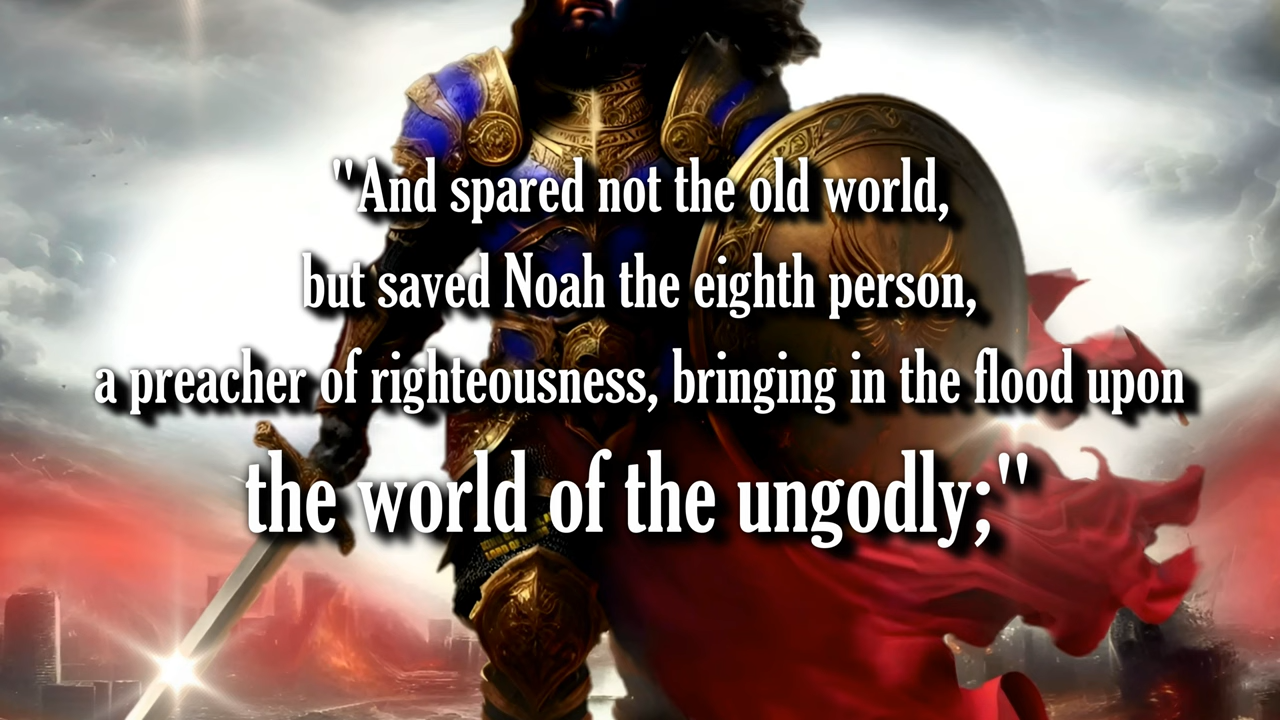 "And spared not the old world,
but saved Noah the eighth person,
a preacher of righteousness, bringing in the flood upon
the world of the ungodly;"